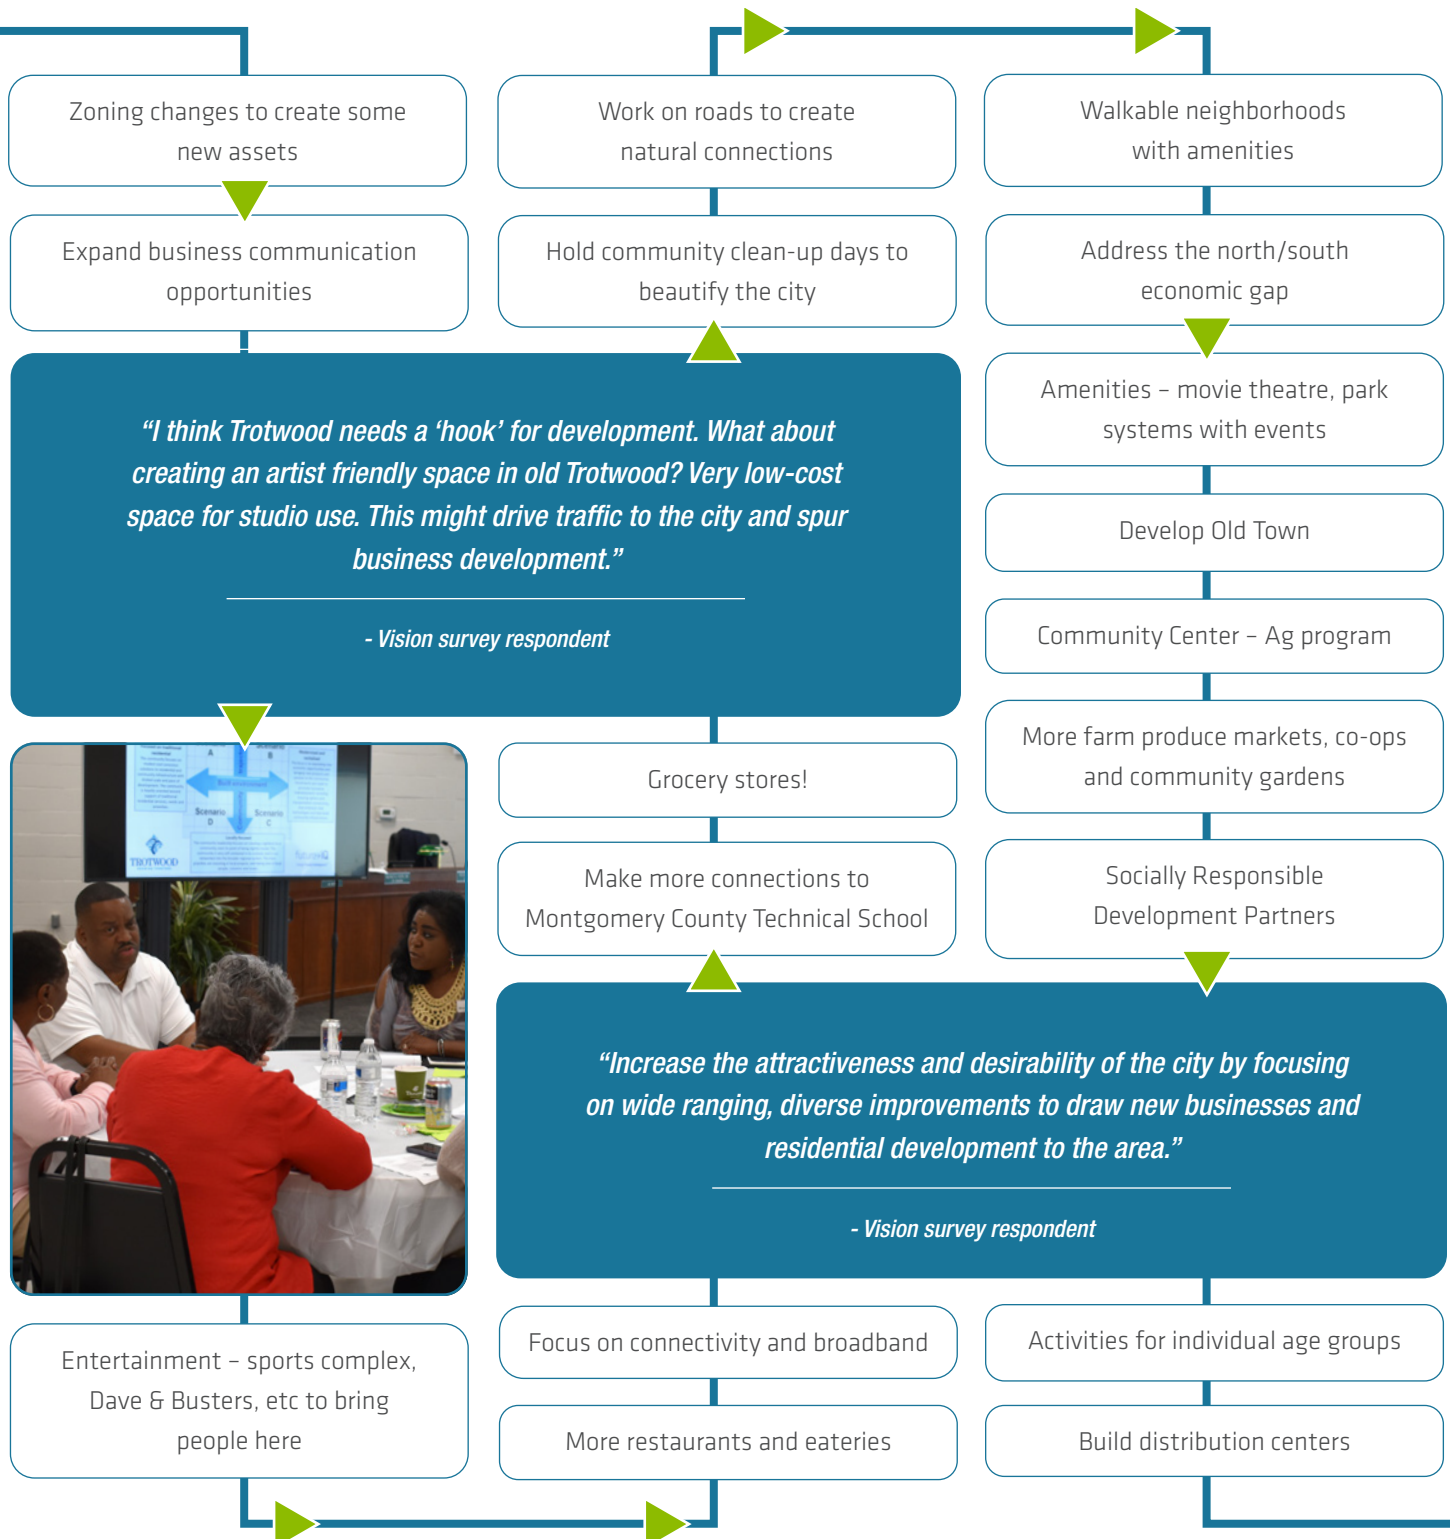 Zoning changes to create some
new assets
Expand business communication
opportunities
Work on roads to create
natural connections
Hold community clean-up days to
beautify the city
“I think Trotwood needs a ‘hook’ for development. What about
creating an artist friendly space in old Trotwood? Very low-cost
space for studio use. This might drive traffic to the city and spur
business development.”
- Vision survey respondent
Walkable neighborhoods
with amenities
Address the north/south
economic gap
Amenities – movie theatre, park
systems with events
Develop Old Town
Community Center – Ag program
More farm produce markets, co-ops
and community gardens
Socially Responsible
Development Partners
A
Scenario
B
Scenario
D
Scenario
C
TROTWOOD
Grocery stores!
Make more connections to
Montgomery County Technical School
“Increase the attractiveness and desirability of the city by focusing
on wide ranging, diverse improvements to draw new businesses and
residential development to the area.”
- Vision survey respondent
Entertainment – sports complex,
Dave & Busters, etc to bring
people here
Focus on connectivity and broadband
More restaurants and eateries
Activities for individual age groups
Build distribution centers